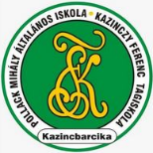 POLLACK MIHÁLY ÁLTALÁNOS ISKOLA • KAZINCZY FERENC TAGISKOLA
Kazincbarcika